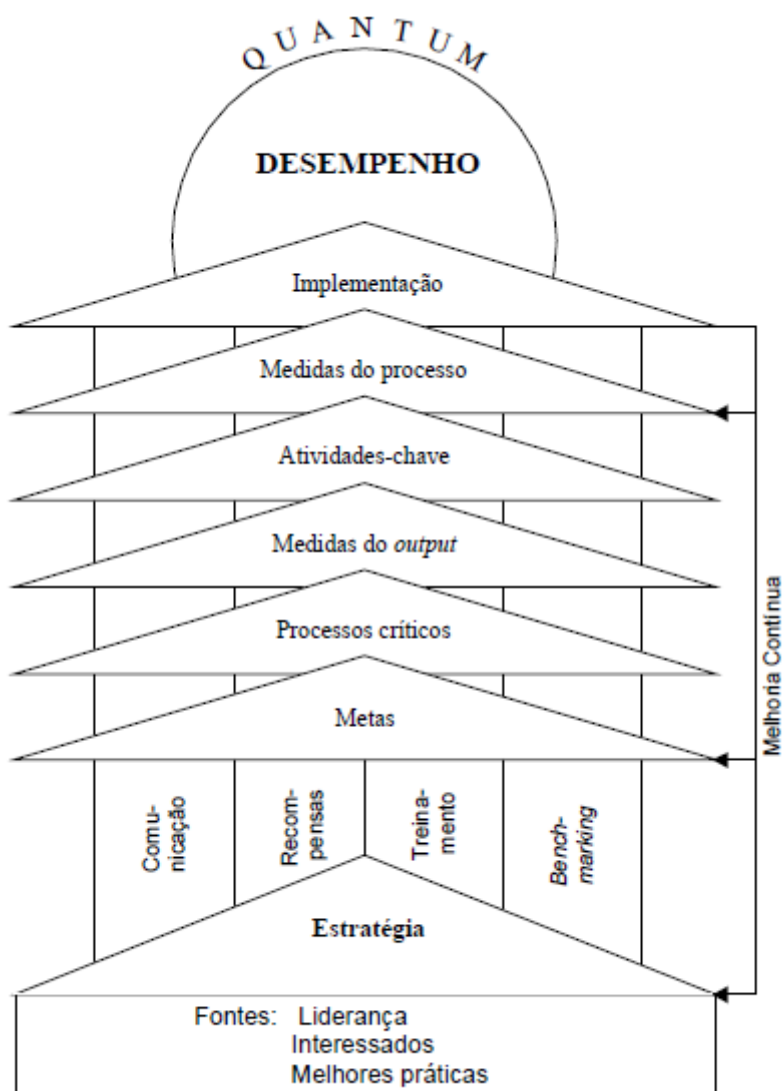 QUANTUM
DESEMPENHO
Implementação
Medidas do processo
Atividades-chave
Medidas do output
Processos críticos
Metas
Comu-
nicação
Recom-
pensas
Treina-
mento
Bench-
marking
Melhoria Contínua
Estratégia
Fontes: Liderança
Interessados
Melhores práticas